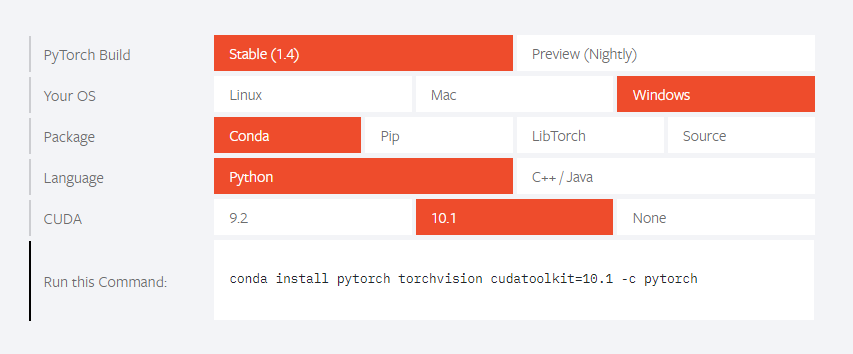 PyTorch Build Stable (1.4) Preview (Nightly)
Your OS Linux Mac Windows
Package Conda Pip LibTorch Source
Language Python C++ / Java
CUDA 9.2 10.1 None
Run this Command: conda install pytorch torchvision cudatoolkit=10.1 -c pytorch